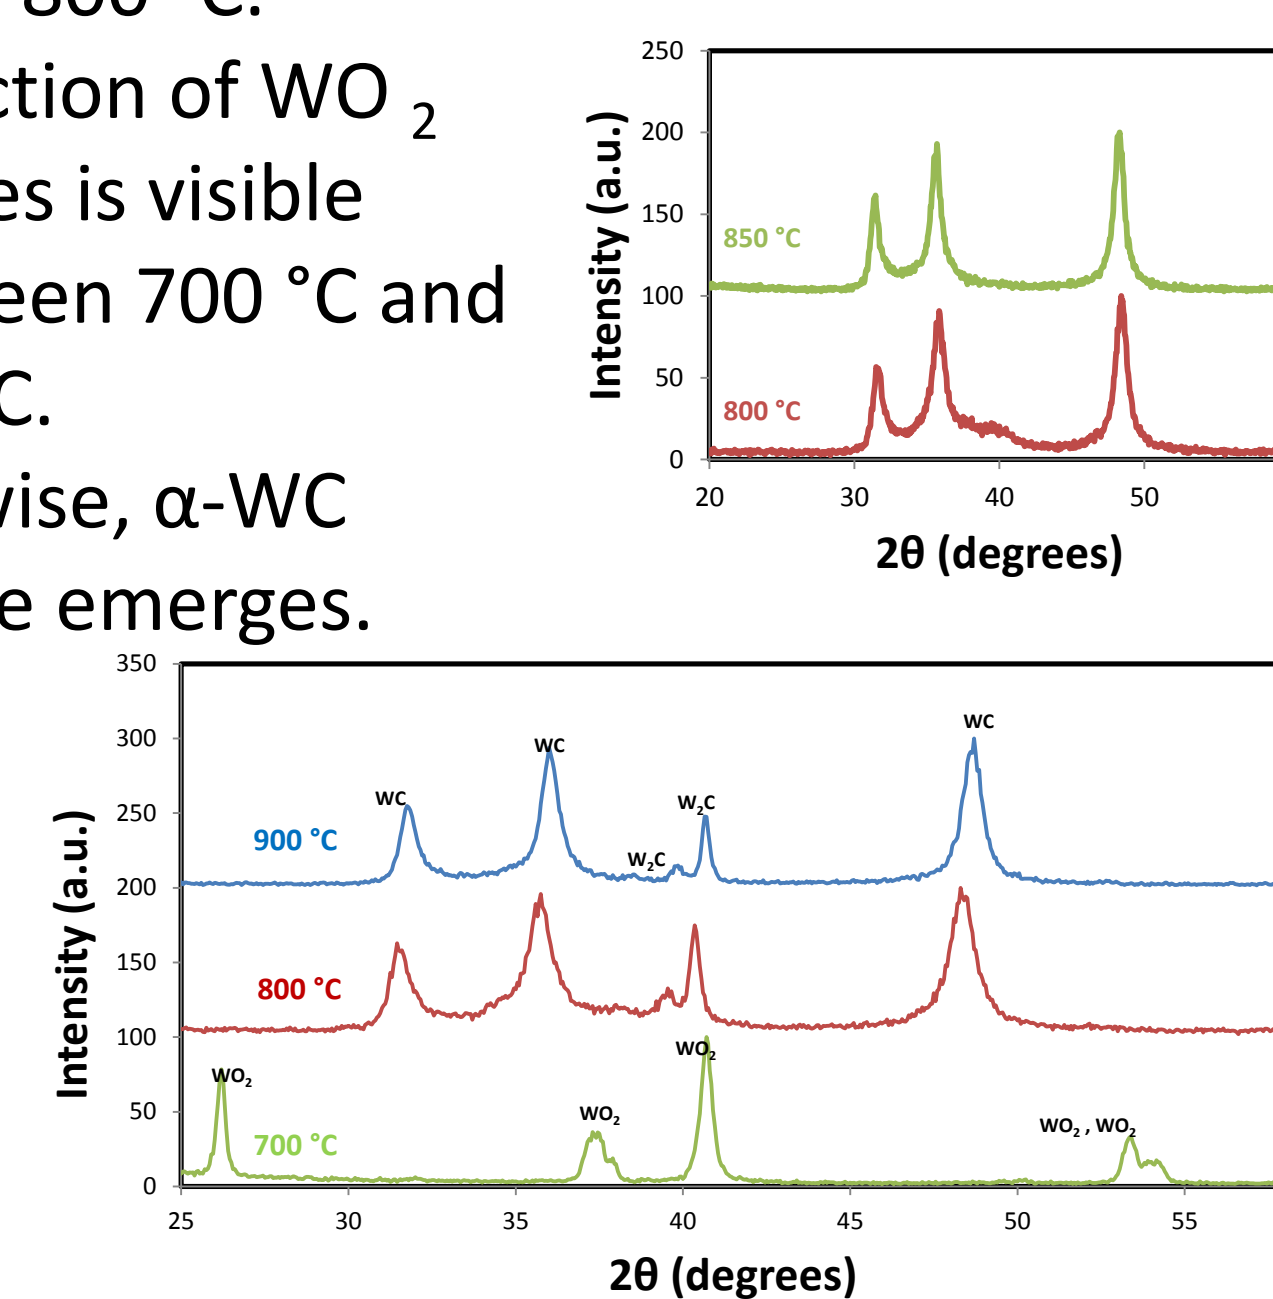 800 °C.
ction of WO 2
es is visible
een 700 °C and
C.
wise, α-WC
e emerges.
250
200
150
100
50
0
Intensity (a.u.)
850 °C
800 °C
20 30 40 50
2θ (degrees)
350
300
250
200
150
100
50
0
Intensity (a.u.)
WC
WC
WC
W2C
W2C
900 °C
800 °C
WO2
WO2
WO2
WO2 , WO2
700 °C
25 30 35 40 45 50 55
2θ (degrees)